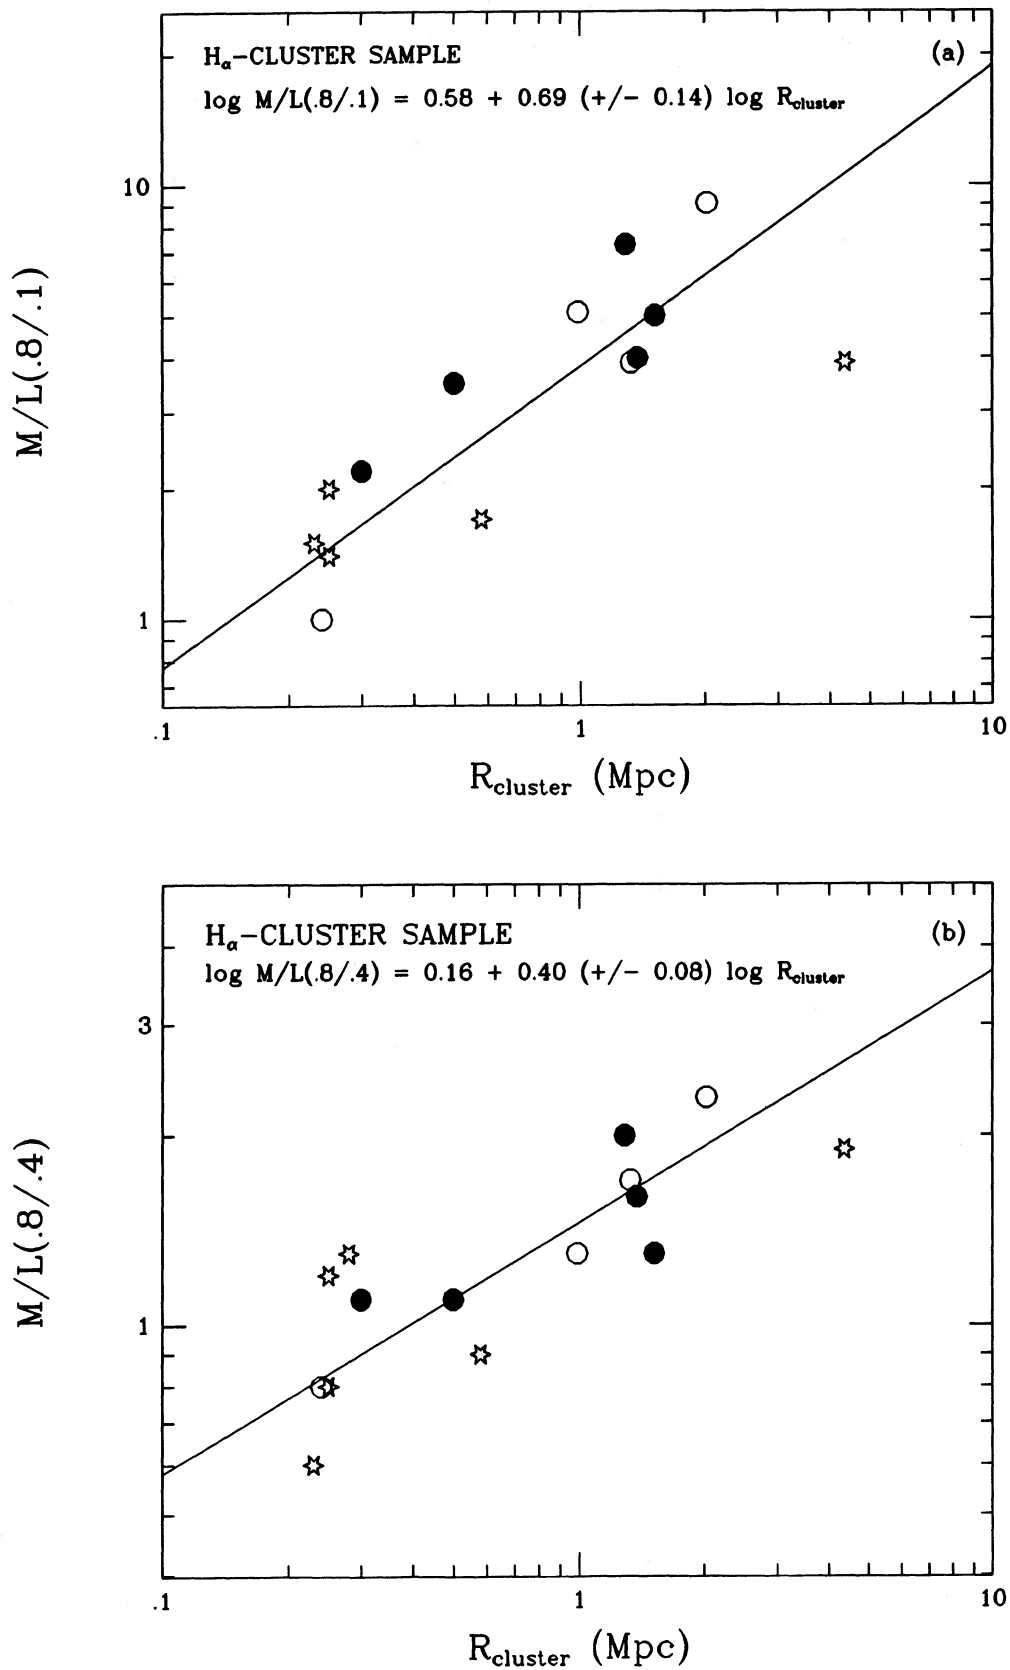 Hα-CLUSTER SAMPLE
(a)
log M/L(.8/.1) = 0.58 + 0.69 (+/- 0.14) log Rcluster
10
1
M/L(.8/.1)
.1
1
10
Rcluster (Mpc)
Hα-CLUSTER SAMPLE
(b)
log M/L(.8/.4) = 0.16 + 0.40 (+/- 0.08) log Rcluster
3
1
M/L(.8/.4)
.1
1
10
Rcluster (Mpc)